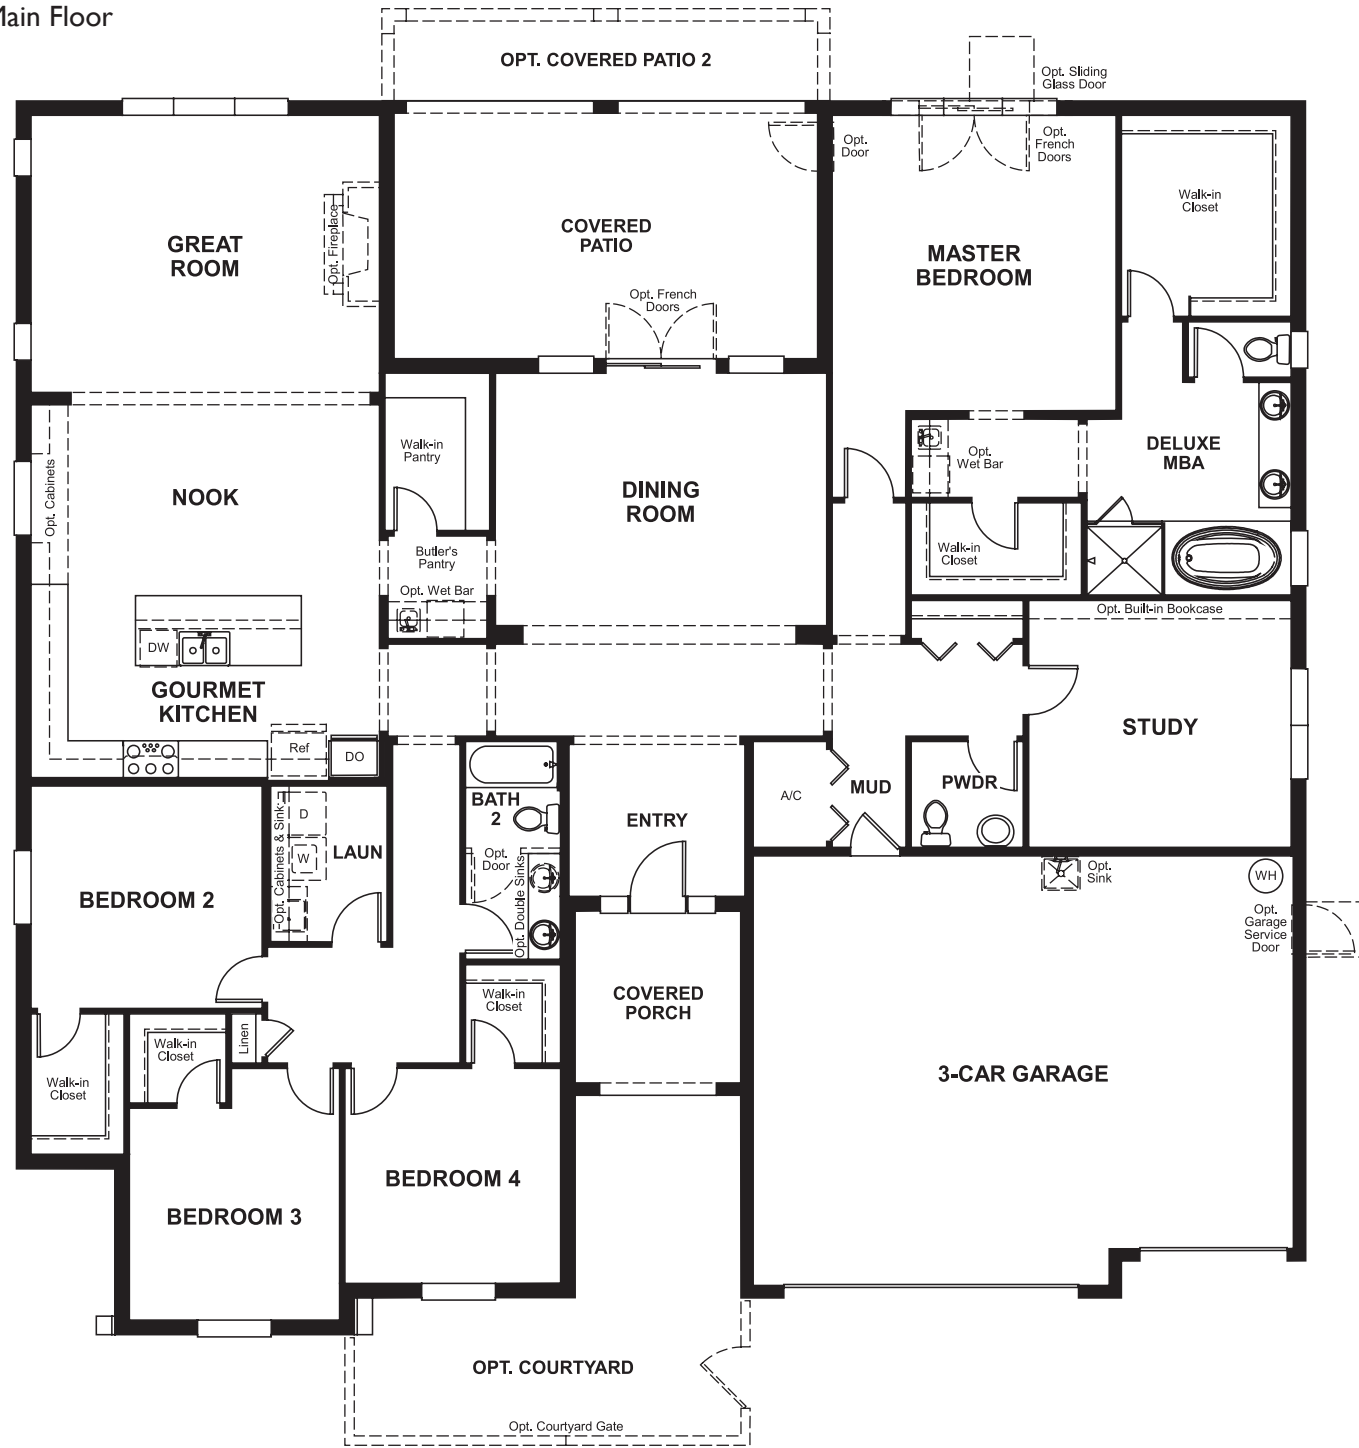 Main Floor
OPT. COVERED PATIO 2
Opt. Sliding
Glass Door
Opt.
Door
Opt.
French
Doors
Walk-in
Closet
GREAT
ROOM
Opt. Fireplace
COVERED
PATIO
MASTER
BEDROOM
Opt. French
Doors
Walk-in
Pantry
Opt.
Wet Bar
DELUXE
MBA
Opt. Cabinets
NOOK
DINING
ROOM
Butler's
Pantry
Opt. Wet Bar
Walk-in
Closet
Opt. Built-in Bookcase
DW
GOURMET
KITCHEN
Ref
DO
STUDY
A/C
MUD
PWDR
BATH
2
ENTRY
D
W
LAUN
Opt. Cabinets & Sink
Opt.
Door
Opt. Double Sinks
Opt.
Sink
WH
BEDROOM 2
Opt.
Garage
Service
Door
Walk-in
Closet
COVERED
PORCH
Linen
Walk-in
Closet
Walk-in
Closet
3-CAR GARAGE
BEDROOM 4
BEDROOM 3
OPT. COURTYARD
Opt. Courtyard Gate